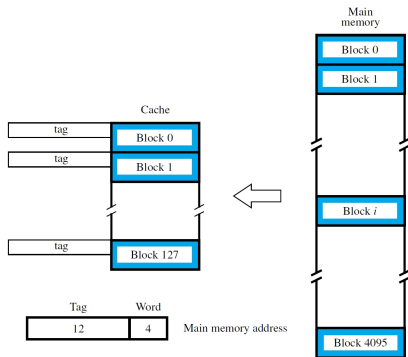 Main
memory
Block 0
Block 1
Cache
tag
Block 0
tag
Block 1
Block i
tag
Block 127
Tag
Word
12
4
Main memory address
Block 4095